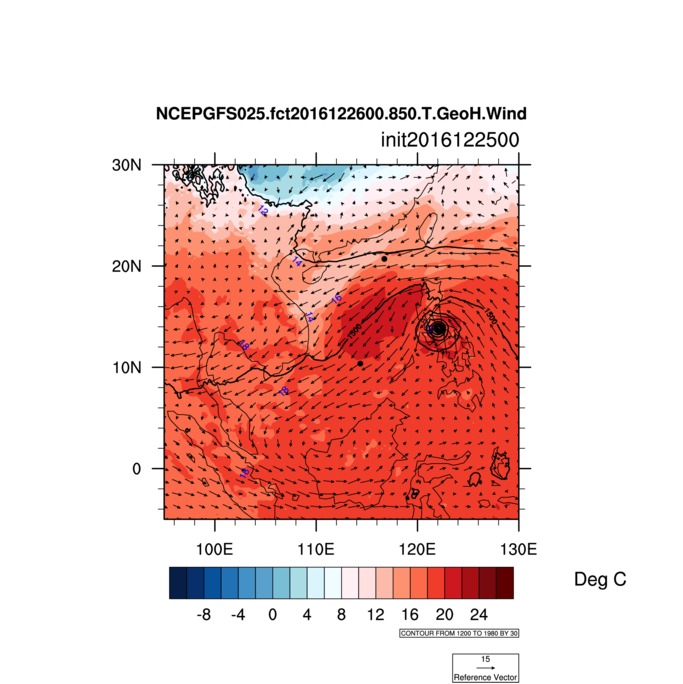 NCEPGFS025.fct2016122600.850.T.GeoH.Wind
init2016122500
30N
12
20N
14
16
14
1500
1500
18
10N
18
0
18
100E 110E 120E 130E
-8 -4 0 4 8 12 16 20 24
Deg C
CONTOUR FROM 1200 TO 1980 BY 30
15
Reference Vector